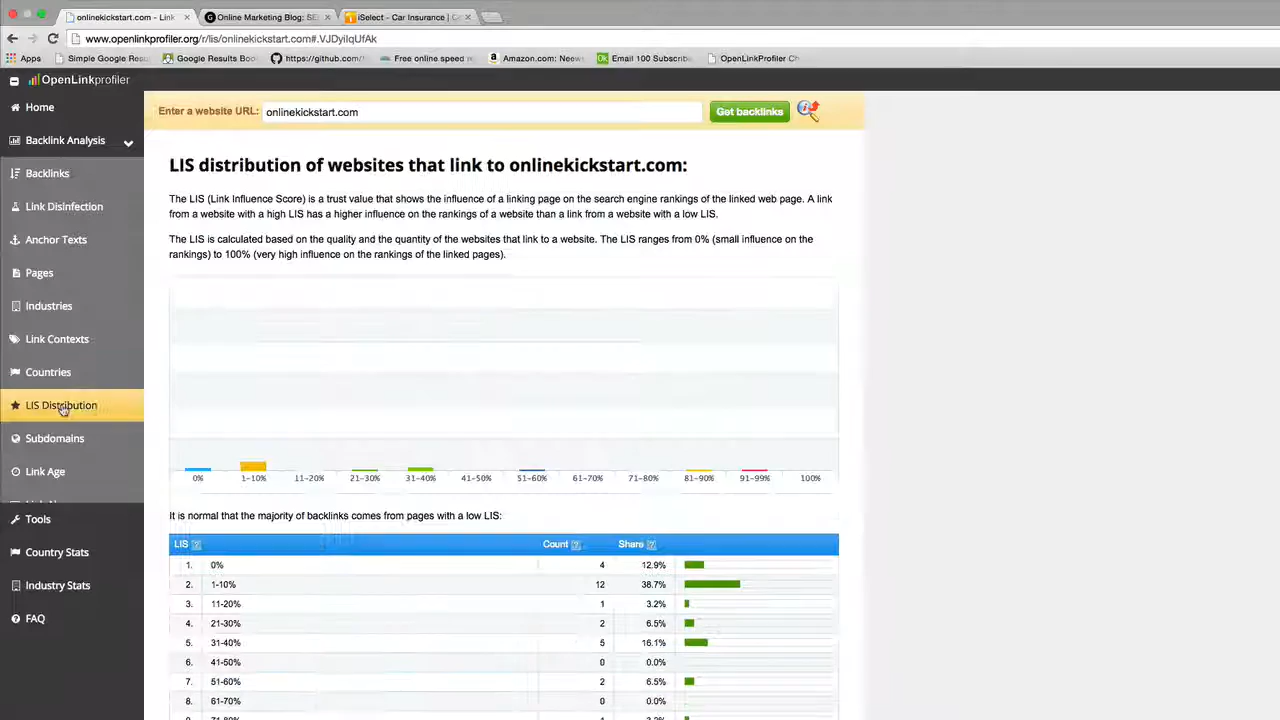 onlinekickstart.com - Link
Online Marketing Blog: SE
iSelect - Car Insurance | C
www.openlinkprofiler.org/r/lis/onlinekickstart.com#.VJDyilqUfAk
Apps
Simple Google Resu
Google Results Boo
https://github.com/
Free online speed r
Amazon.com: Neew
Email 100 Subscribe
OpenLinkProfiler Ch
OpenLinkprofiler
Home
Backlink Analysis
Backlinks
Link Disinfection
Anchor Texts
Pages
Industries
Link Contexts
Countries
LIS Distribution
Subdomains
Link Age
Tools
Country Stats
Industry Stats
FAQ
Enter a website URL: onlinekickstart.com Get backlinks
LIS distribution of websites that link to onlinekickstart.com:
The LIS (Link Influence Score) is a trust value that shows the influence of a linking page on the search engine rankings of the linked web page. A link
from a website with a high LIS has a higher influence on the rankings of a website than a link from a website with a low LIS.
The LIS is calculated based on the quality and the quantity of the websites that link to a website. The LIS ranges from 0% (small influence on the
rankings) to 100% (very high influence on the rankings of the linked pages).
0% 1-10% 11-20% 21-30% 31-40% 41-50% 51-60% 61-70% 71-80% 81-90% 91-99% 100%
It is normal that the majority of backlinks comes from pages with a low LIS:
LIS ? Count ? Share ?
1. 0% 4 12.9%
2. 1-10% 12 38.7%
3. 11-20% 1 3.2%
4. 21-30% 2 6.5%
5. 31-40% 5 16.1%
6. 41-50% 0 0.0%
7. 51-60% 2 6.5%
8. 61-70% 0 0.0%
9. 71-80% 1 3.2%